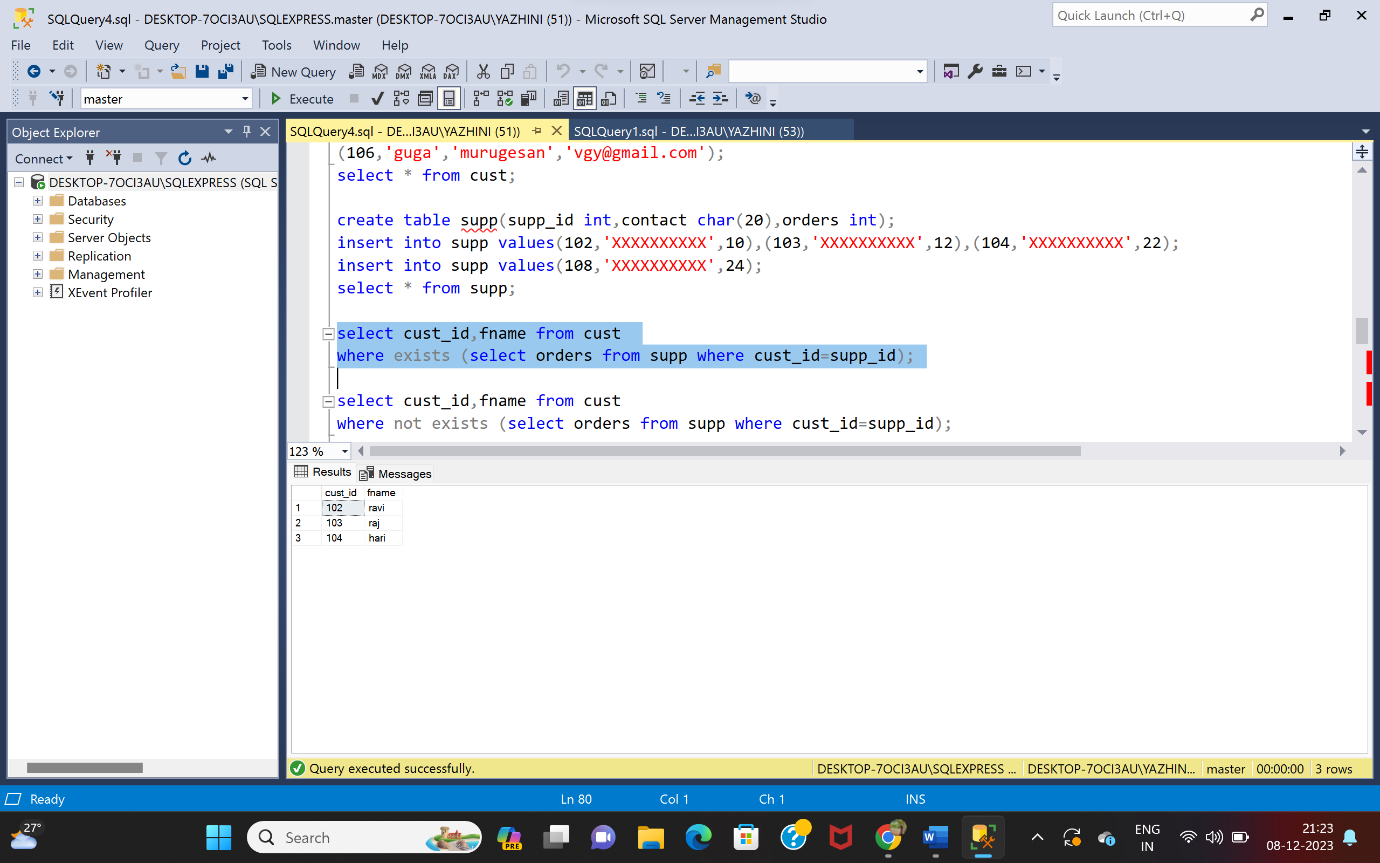 SQLQuery4.sql - DESKTOP-7OCI3AU\SQLEXPRESS.master (DESKTOP-7OCI3AU\YAZHINI (51)) - Microsoft SQL Server Management Studio
Quick Launch (Ctrl+Q)
File Edit View Query Project Tools Window Help
New Query MDX DMX XMLA DAX
master Execute
Object Explorer
SQLQuery4.sql - DE...I3AU\YAZHINI (51)) SQLQuery1.sql - DE...I3AU\YAZHINI (53))
Connect
DESKTOP-7OCI3AU\SQLEXPRESS (SQL S
Databases
Security
Server Objects
Replication
Management
XEvent Profiler
(106,'guga','murugesan','vgy@gmail.com');
select * from cust;
create table supp(supp_id int,contact char(20),orders int);
insert into supp values(102,'XXXXXXXXXX',10),(103,'XXXXXXXXXX',12),(104,'XXXXXXXXXX',22);
insert into supp values(108,'XXXXXXXXXX',24);
select * from supp;
select cust_id,fname from cust
where exists (select orders from supp where cust_id=supp_id);
select cust_id,fname from cust
where not exists (select orders from supp where cust_id=supp_id);
123 %
Results Messages
cust_id fname
1 102 ravi
2 103 raj
3 104 hari
Query executed successfully. DESKTOP-7OCI3AU\SQLEXPRESS ... DESKTOP-7OCI3AU\YAZHIN... master 00:00:00 3 rows
Ready Ln 80 Col 1 Ch 1 INS
27° Search PRE ENG IN 21:23
08-12-2023